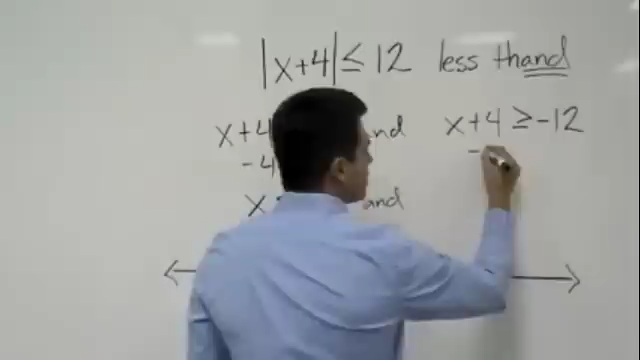 |x+4| ≤ 12 less thand
x+4 and x+4 ≥ -12
-4 -
x and